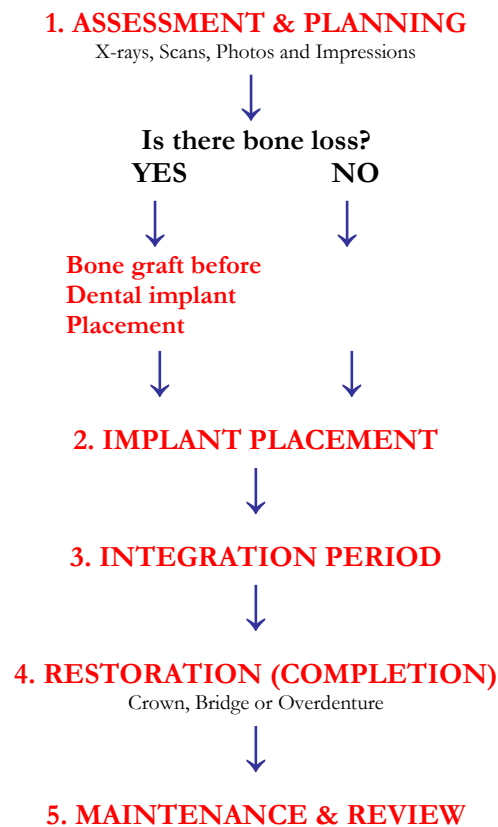 1. ASSESSMENT & PLANNING
X-rays, Scans, Photos and Impressions
Is there bone loss?
YES NO
Bone graft before
Dental implant
Placement
2. IMPLANT PLACEMENT
3. INTEGRATION PERIOD
4. RESTORATION (COMPLETION)
Crown, Bridge or Overdenture
5. MAINTENANCE & REVIEW